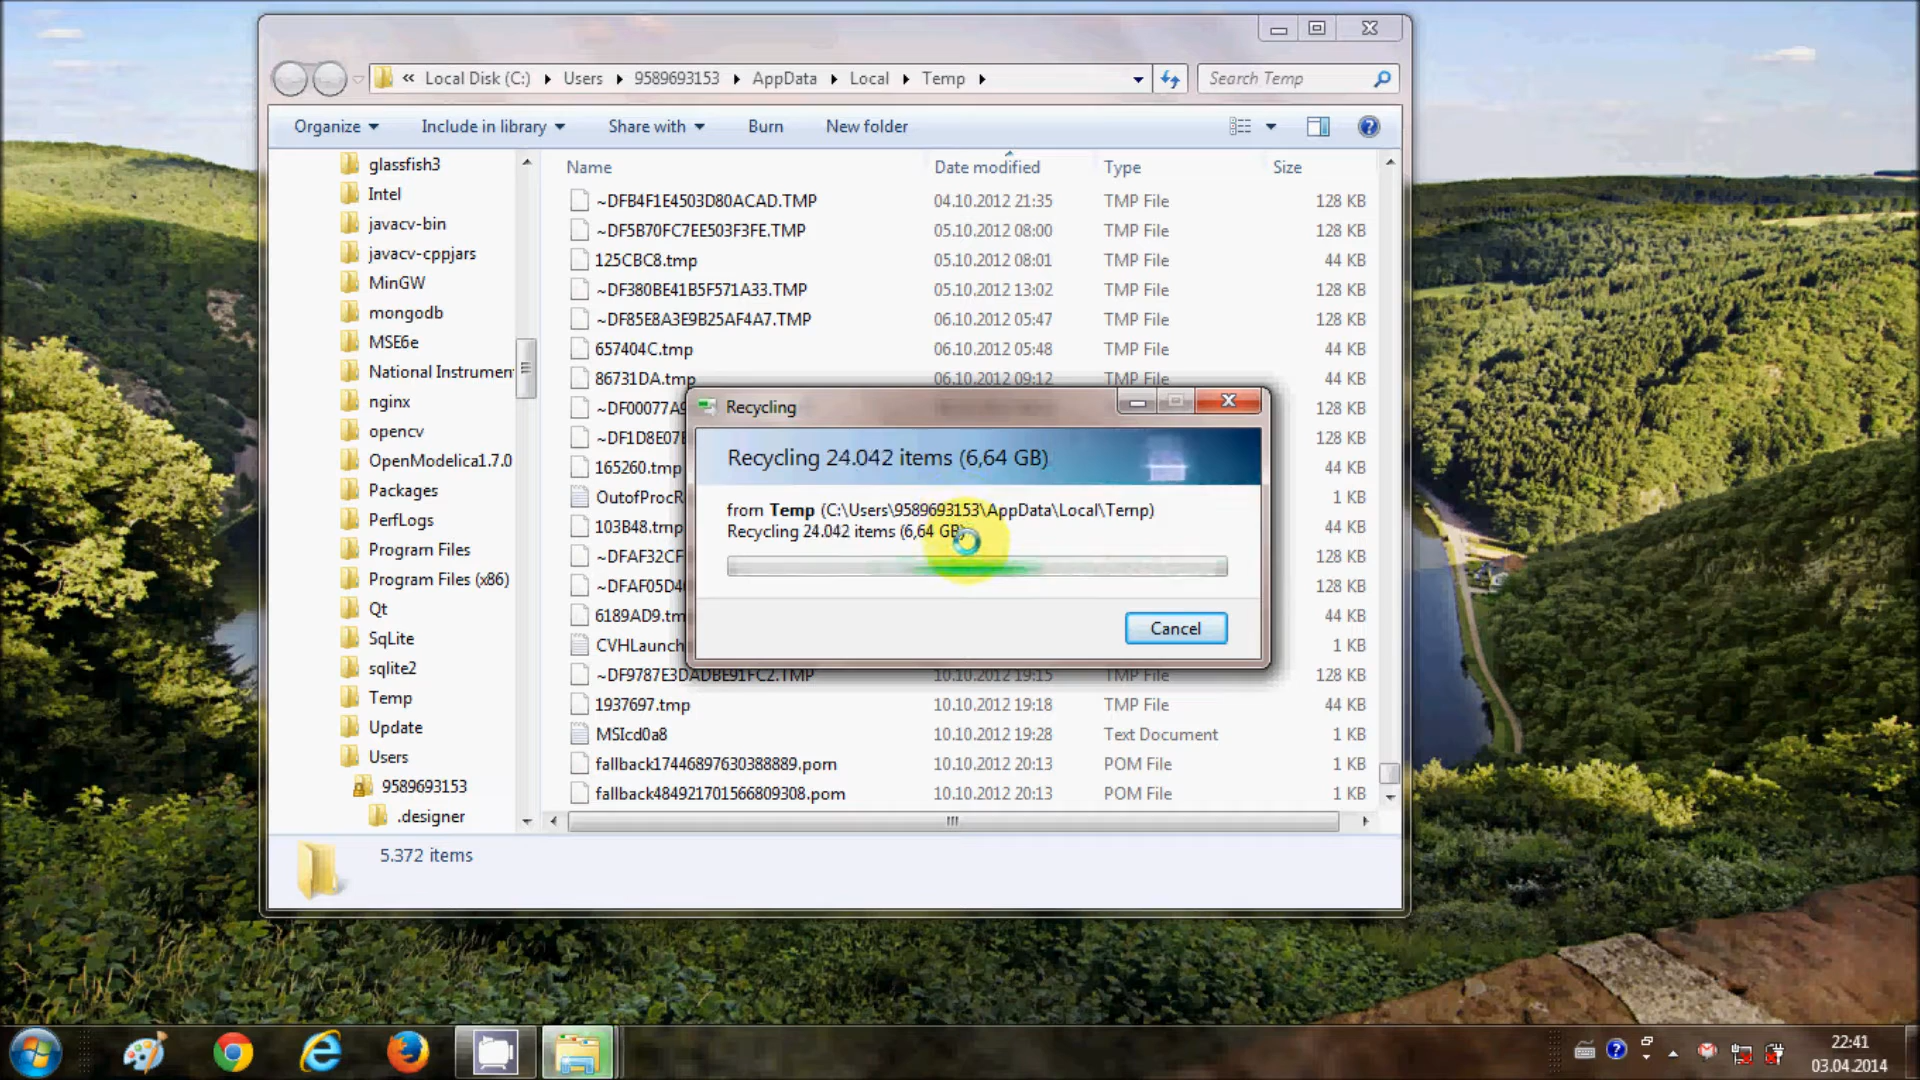 « Local Disk (C:) ▸ Users ▸ 9589693153 ▸ AppData ▸ Local ▸ Temp ▸
Search Temp
Organize ▾ Include in library ▾ Share with ▾ Burn New folder
glassfish3
Intel
javacv-bin
javacv-cppjars
MinGW
mongodb
MSE6e
National Instrumen
nginx
opencv
OpenModelica1.7.0
Packages
PerfLogs
Program Files
Program Files (x86)
Qt
SqLite
sqlite2
Temp
Update
Users
9589693153
.designer
Name Date modified Type Size
~DFB4F1E4503D80ACAD.TMP 04.10.2012 21:35 TMP File 128 KB
~DF5B70FC7EE503F3FE.TMP 05.10.2012 08:00 TMP File 128 KB
125CBC8.tmp 05.10.2012 08:01 TMP File 44 KB
~DF380BE41B5F571A33.TMP 05.10.2012 13:02 TMP File 128 KB
~DF85E8A3E9B25AF4A7.TMP 06.10.2012 05:47 TMP File 128 KB
657404C.tmp 06.10.2012 05:48 TMP File 44 KB
86731DA.tmp 06.10.2012 09:12 TMP File 44 KB
~DF00077A9 128 KB
~DF1D8E07E 128 KB
165260.tmp 44 KB
OutofProcR 1 KB
103B48.tmp 44 KB
~DFAF32CF 128 KB
~DFAF05D4 128 KB
6189AD9.tm 44 KB
CVHLaunch 1 KB
~DF9787E3DADBE91FC2.TMP 10.10.2012 19:15 TMP File 128 KB
1937697.tmp 10.10.2012 19:18 TMP File 44 KB
MSIcd0a8 10.10.2012 19:28 Text Document 1 KB
fallback17446897630388889.pom 10.10.2012 20:13 POM File 1 KB
fallback484921701566809308.pom 10.10.2012 20:13 POM File 1 KB
Recycling
Recycling 24.042 items (6,64 GB)
from Temp (C:\Users\9589693153\AppData\Local\Temp)
Recycling 24.042 items (6,64 GB)
Cancel
5.372 items
22:41
03.04.2014